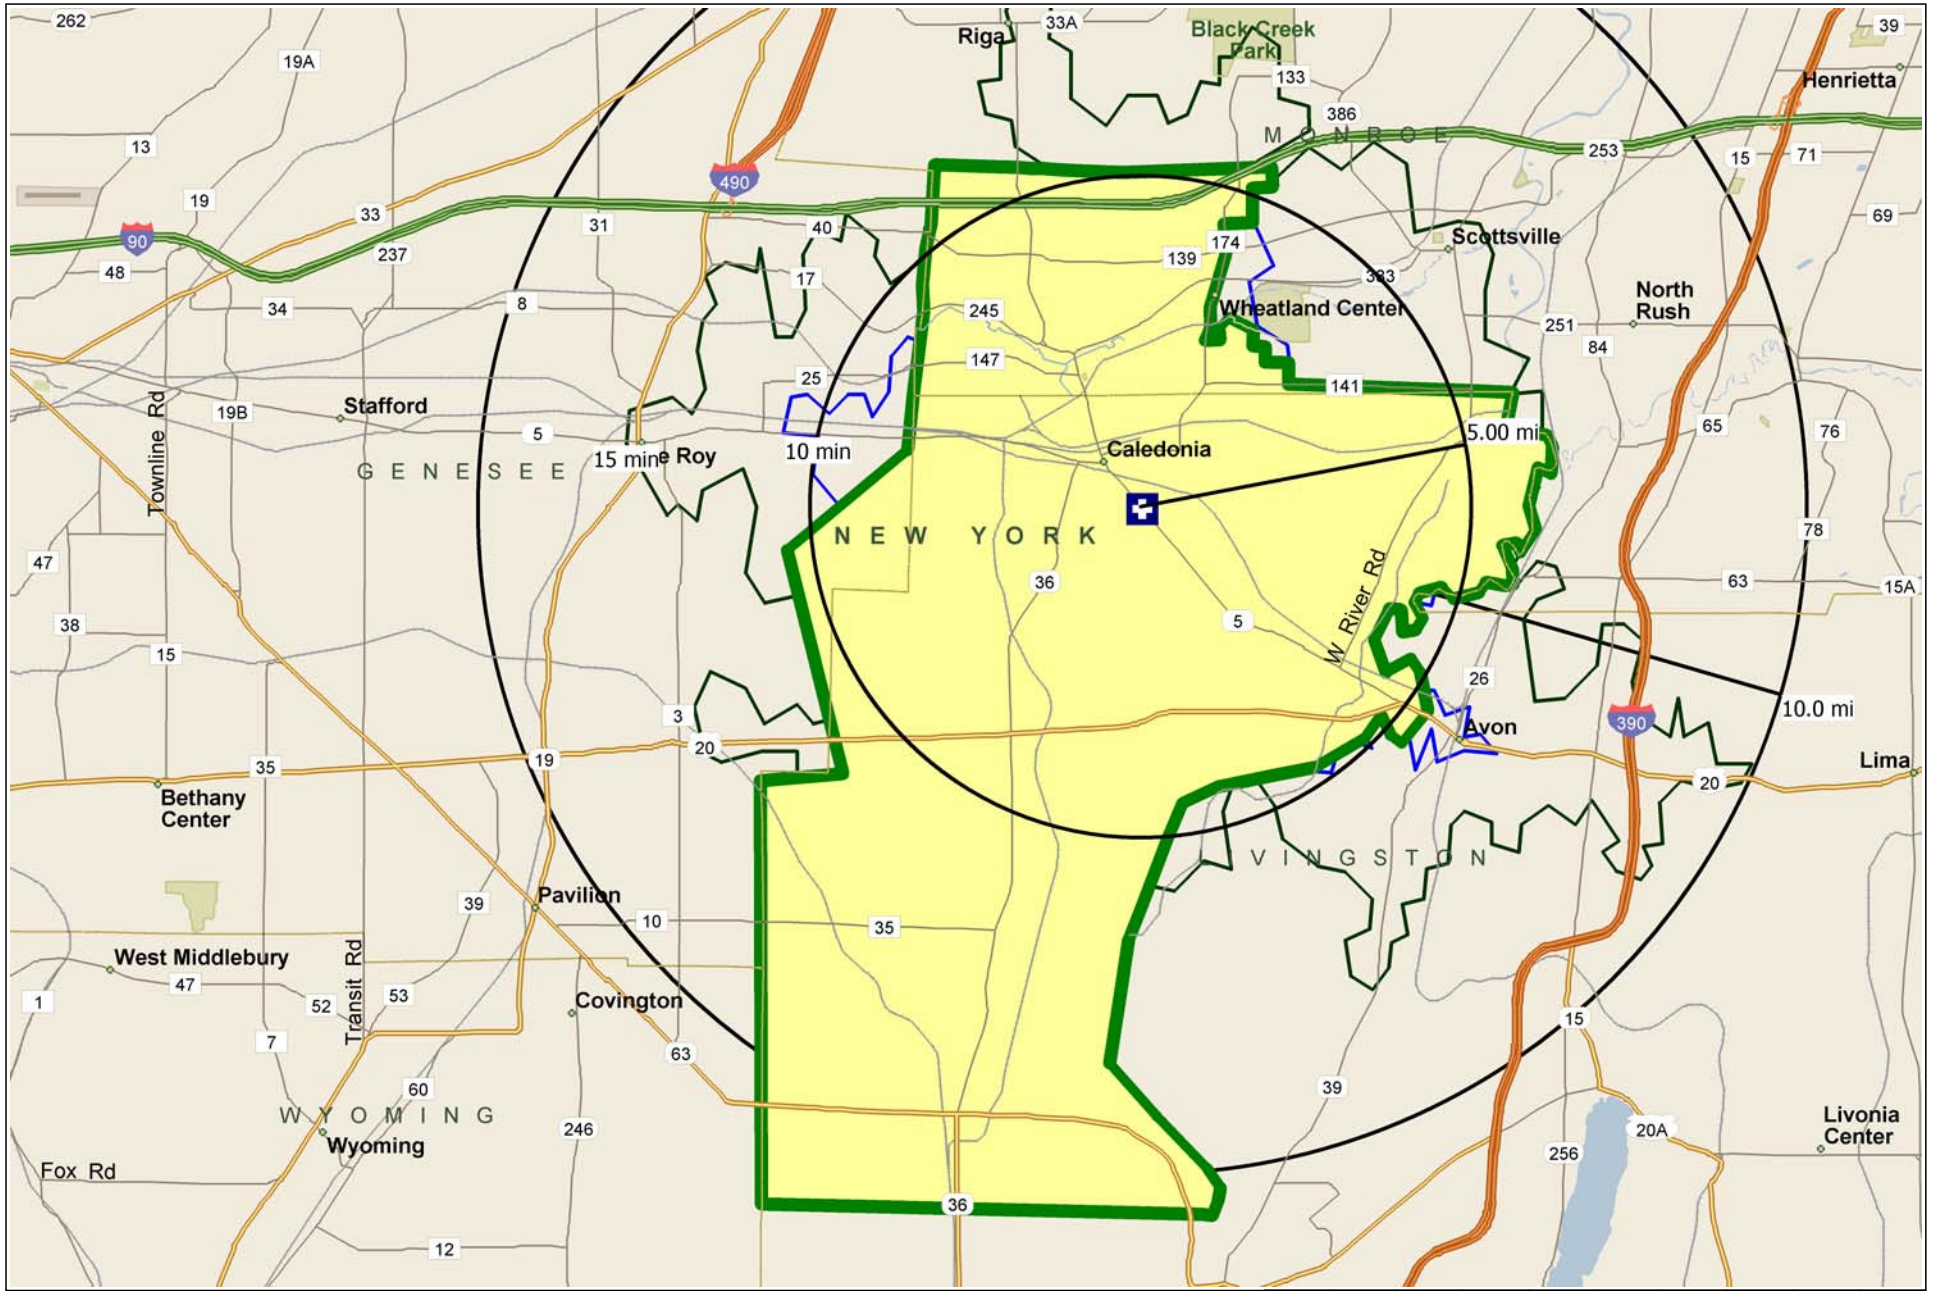 262
33A
Black Creek
Park
39
Riga
19A
133
Henrietta
386
M O N R O E
13
253
15
71
490
19
33
31
40
174
69
Scottsville
90
237
139
48
17
383
North
Rush
34
8
245
Wheatland Center
251
84
147
25
141
Townline Rd
19B
Stafford
5
5.00 mi
65
76
15 min
e Roy
10 min
Caledonia
G E N E S E E
N E W Y O R K
78
47
36
W River Rd
63
15A
38
5
15
26
3
10.0 mi
20
390
Avon
19
35
Lima
20
Bethany
Center
L I V I N G S T O N
Pavilion
39
10
35
West Middlebury
Transit Rd
47
53
52
1
Covington
15
7
63
60
39
W Y O M I N G
246
Livonia
Center
20A
Wyoming
256
Fox Rd
36
12